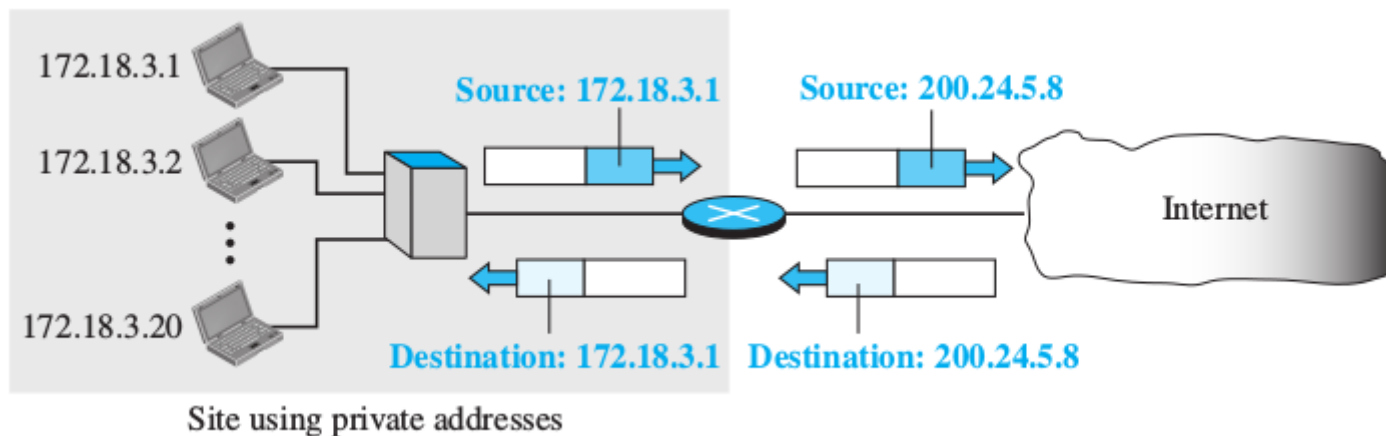 172.18.3.1
Source: 172.18.3.1
Source: 200.24.5.8
172.18.3.2
Internet
172.18.3.20
Destination: 172.18.3.1
Destination: 200.24.5.8
Site using private addresses